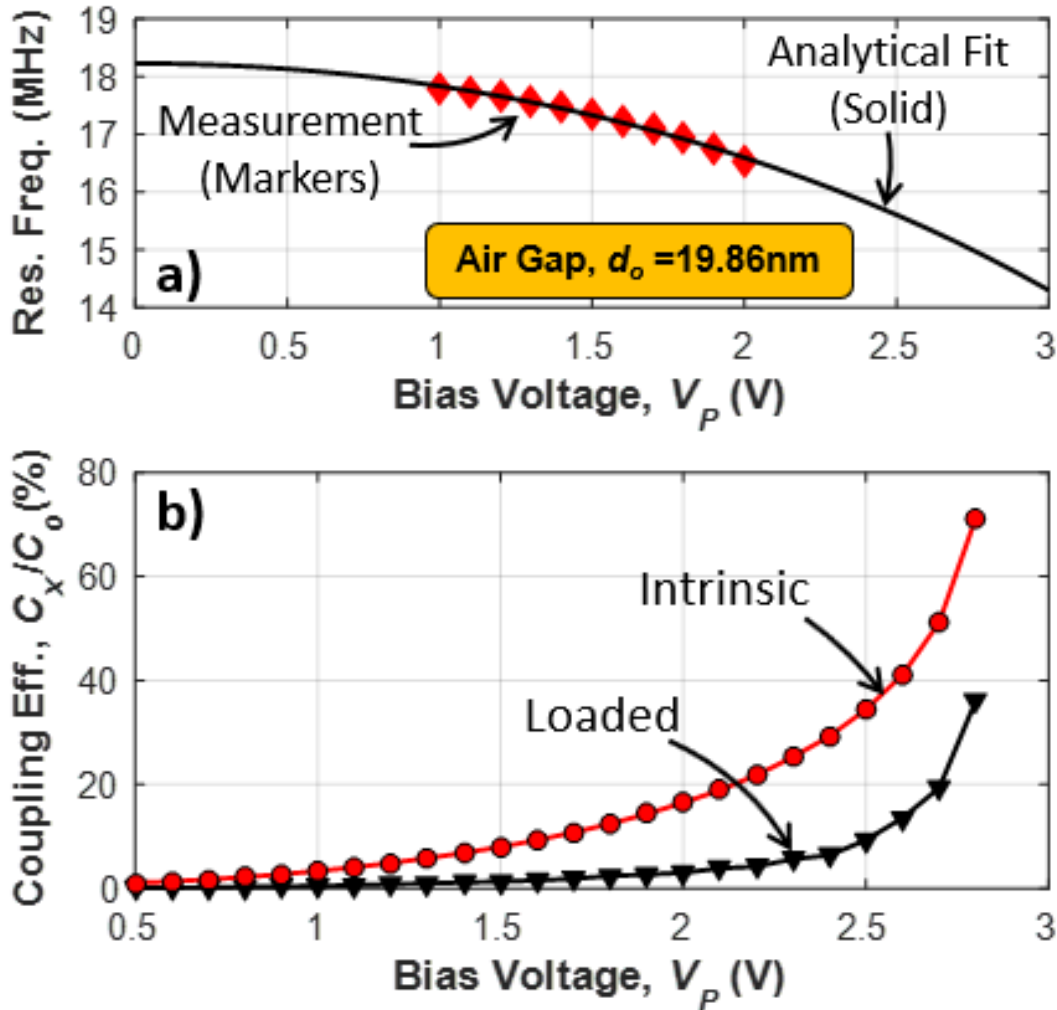 19
18
17
16
15
14
Res. Freq. (MHz)
Analytical Fit
(Solid)
Measurement
(Markers)
a)
Air Gap, d_o =19.86nm
0 0.5 1 1.5 2 2.5 3
Bias Voltage, V_P (V)
80
60
40
20
0
Coupling Eff., C_x/C_o(%)
b)
Intrinsic
Loaded
0.5 1 1.5 2 2.5 3
Bias Voltage, V_P (V)